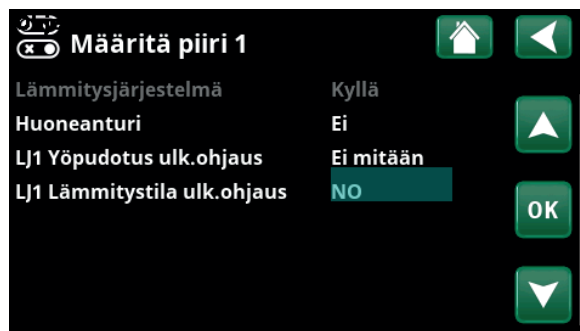 Määritä piiri 1
Lämmitysjärjestelmä Kyllä
Huoneanturi Ei
LJ1 Yöpudotus ulk.ohjaus Ei mitään
LJ1 Lämmitystila ulk.ohjaus NO
OK